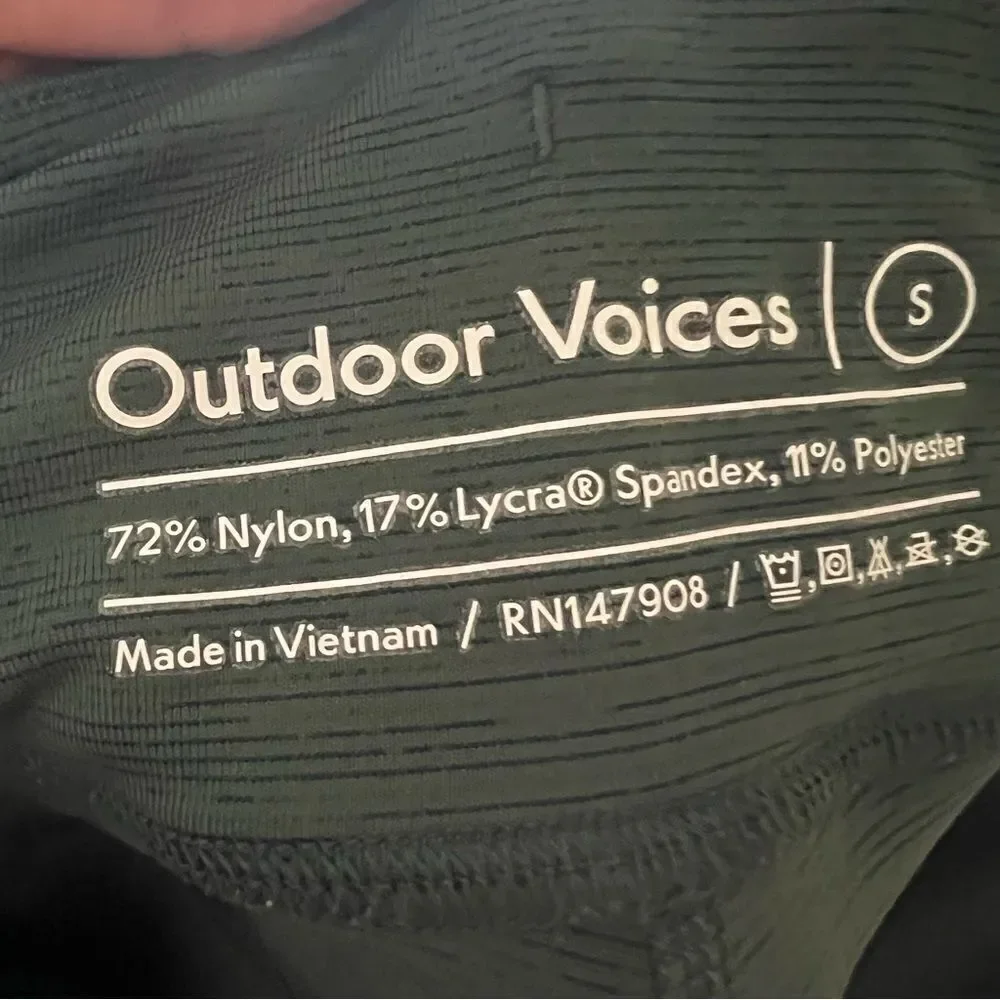 Outdoor Voices | S
72% Nylon, 17% Lycra® Spandex, 11% Polyester
Made in Vietnam / RN147908 /